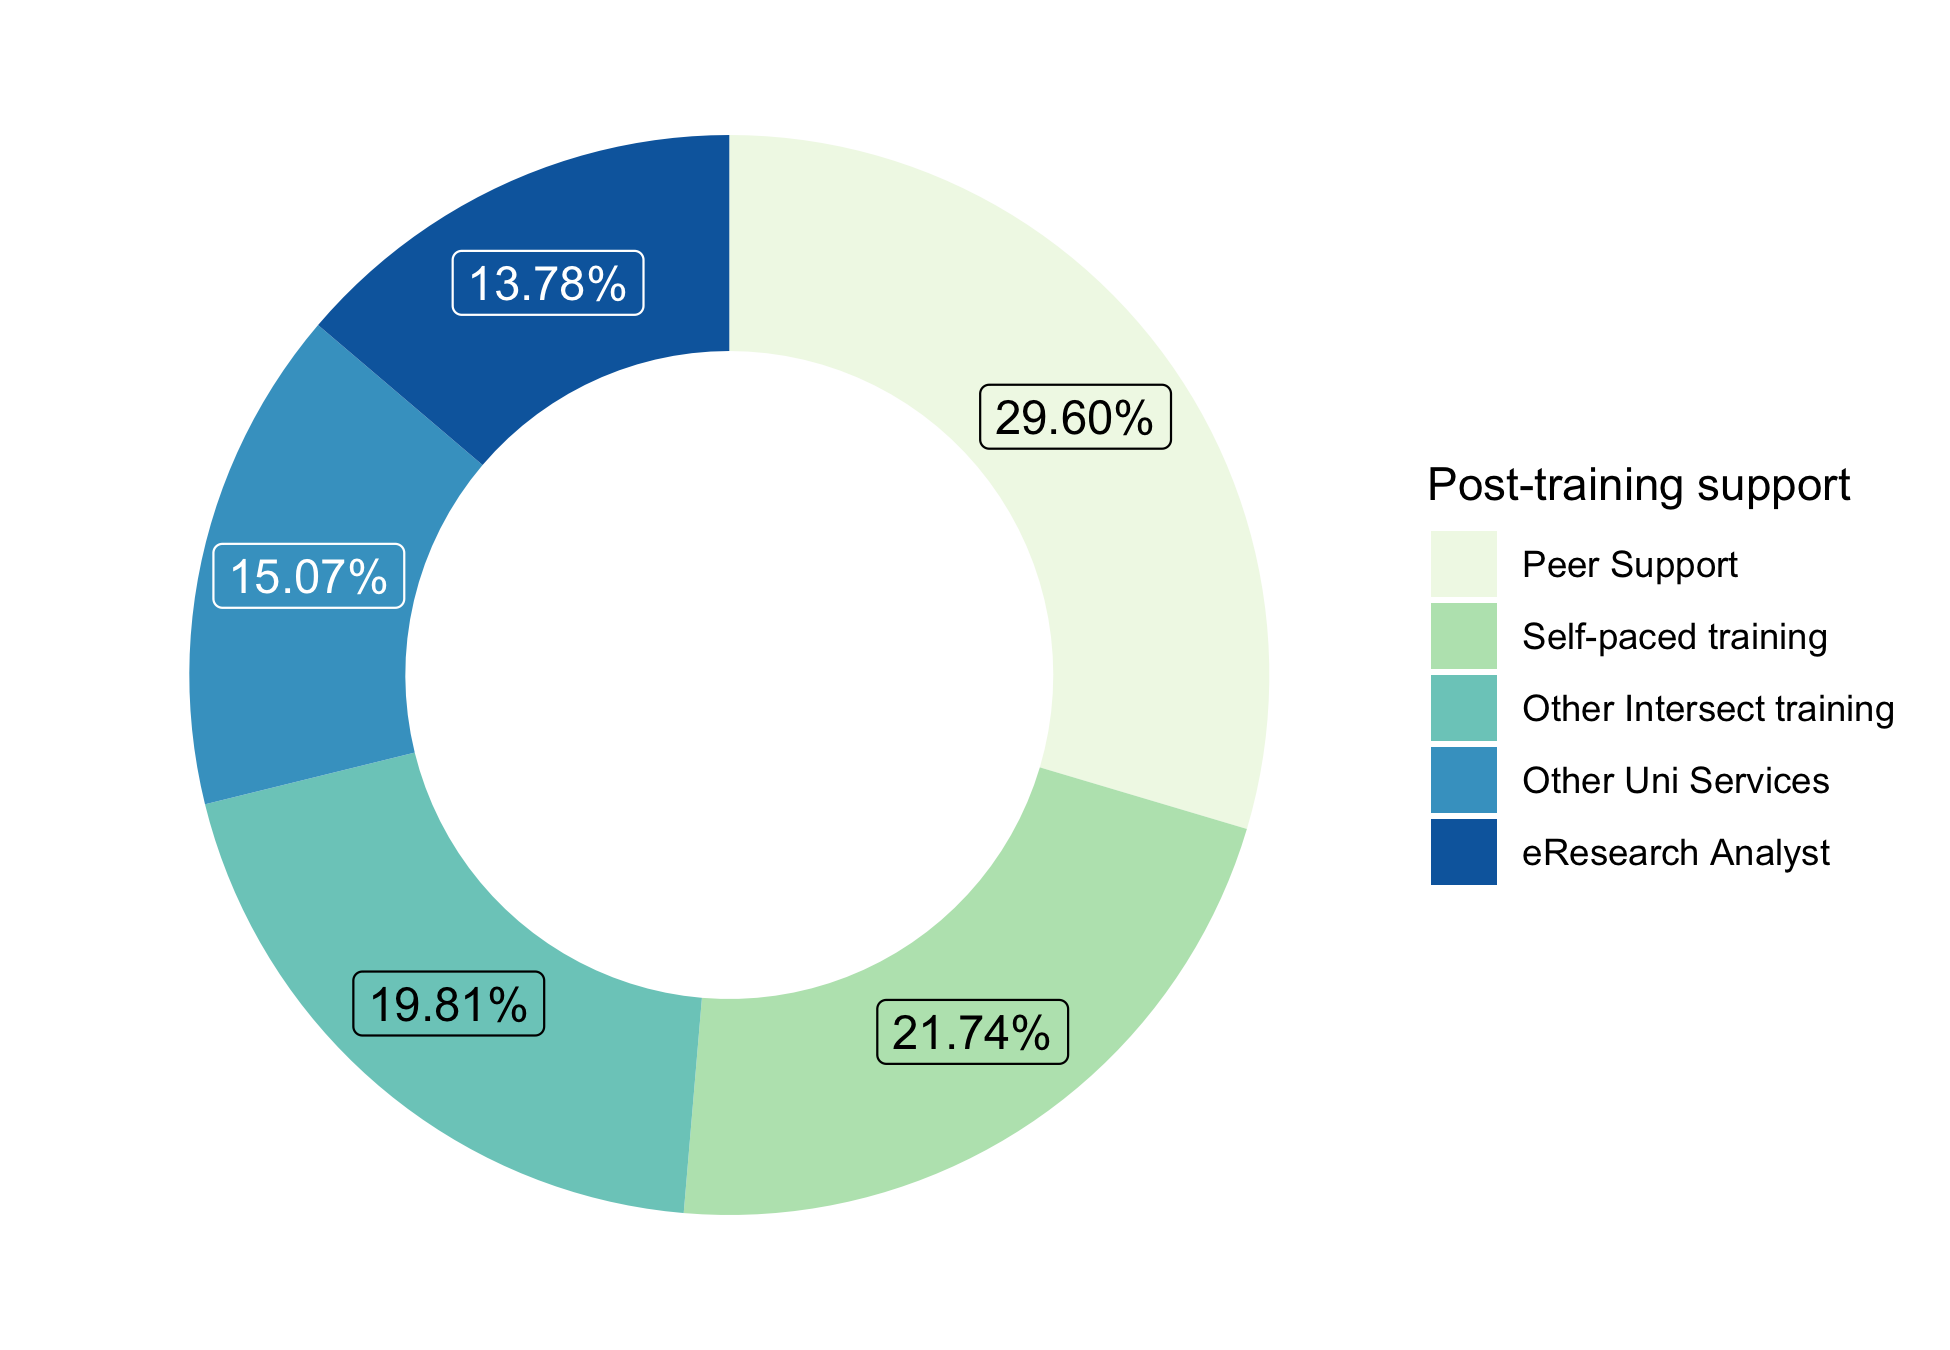 13.78%
29.60%
15.07%
19.81%
21.74%
Post-training support
Peer Support
Self-paced training
Other Intersect training
Other Uni Services
eResearch Analyst